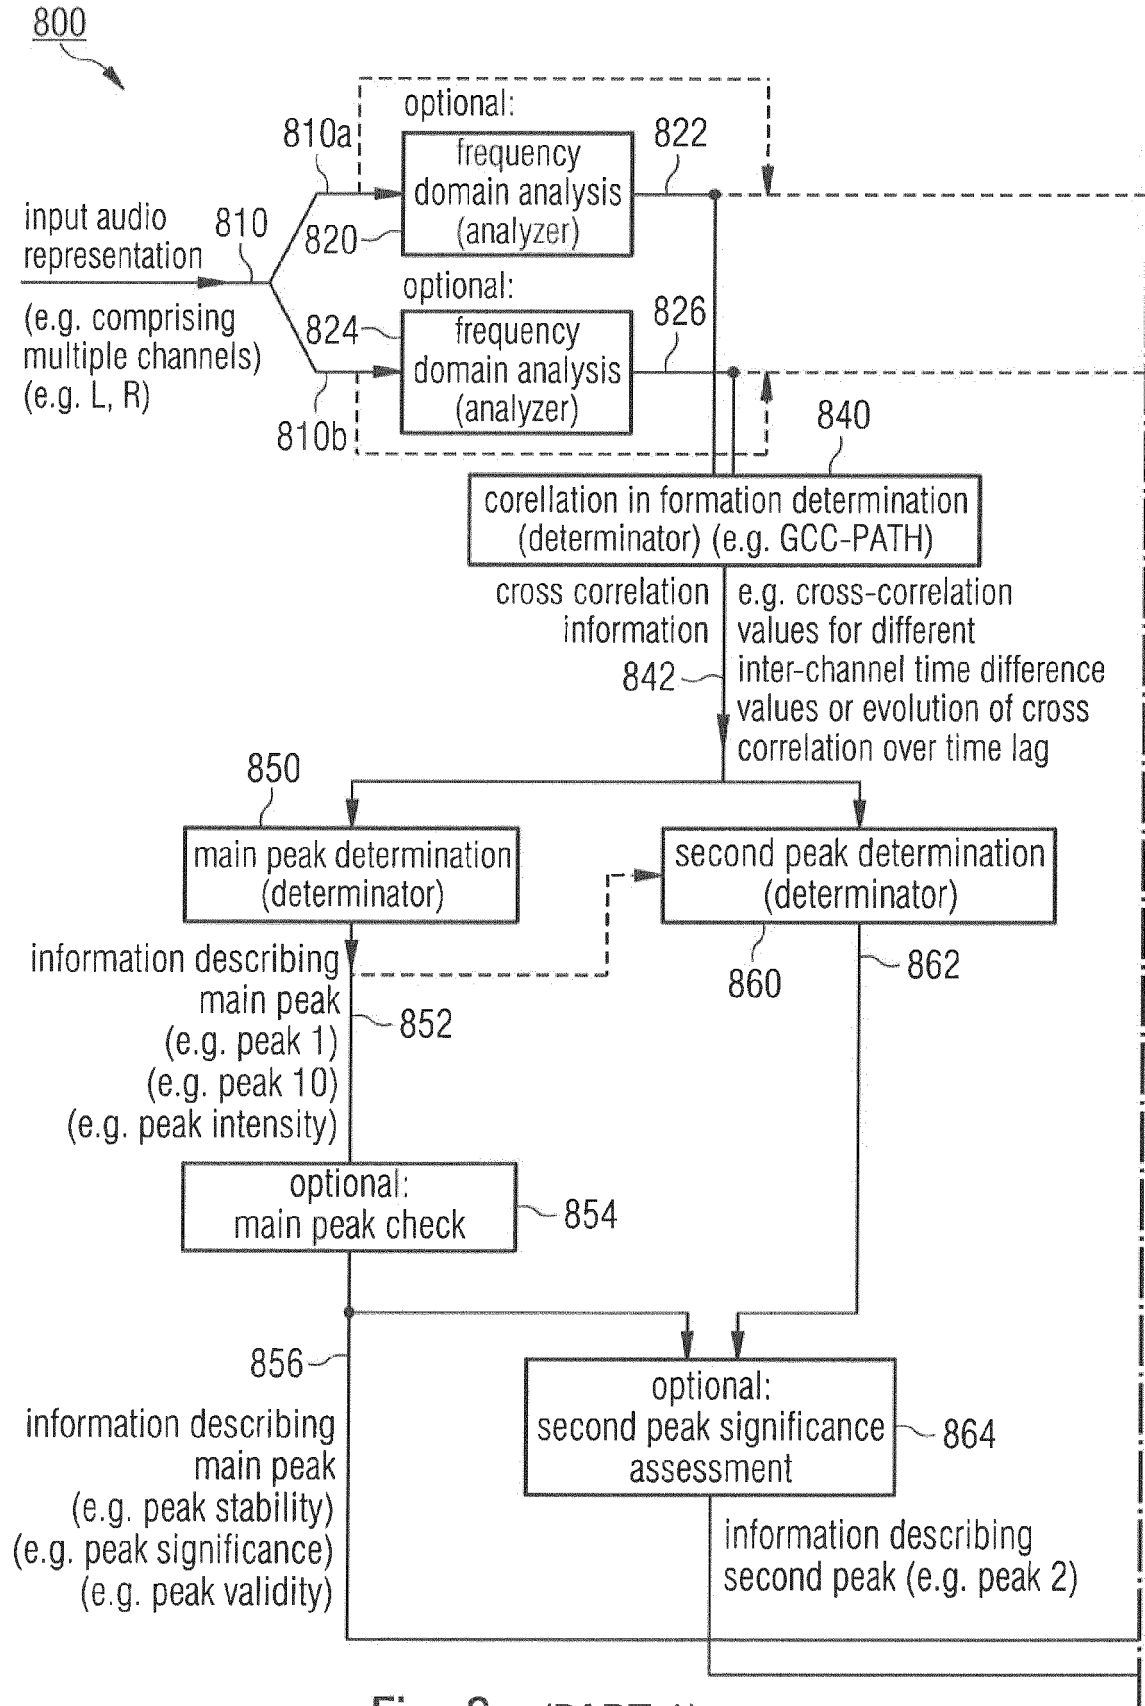 800
optional:
810a
822
frequency
domain analysis
(analyzer)
input audio
representation
810
820
optional:
(e.g. comprising
multiple channels)
(e.g. L, R)
824
826
frequency
domain analysis
(analyzer)
810b
840
corellation in formation determination
(determinator) (e.g. GCC-PATH)
cross correlation
information
842
e.g. cross-correlation
values for different
inter-channel time difference
values or evolution of cross
correlation over time lag
850
main peak determination
(determinator)
second peak determination
(determinator)
information describing
main peak
(e.g. peak 1)
(e.g. peak 10)
(e.g. peak intensity)
852
860
862
optional:
main peak check
854
856
optional:
second peak significance
assessment
864
information describing
main peak
(e.g. peak stability)
(e.g. peak significance)
(e.g. peak validity)
information describing
second peak (e.g. peak 2)